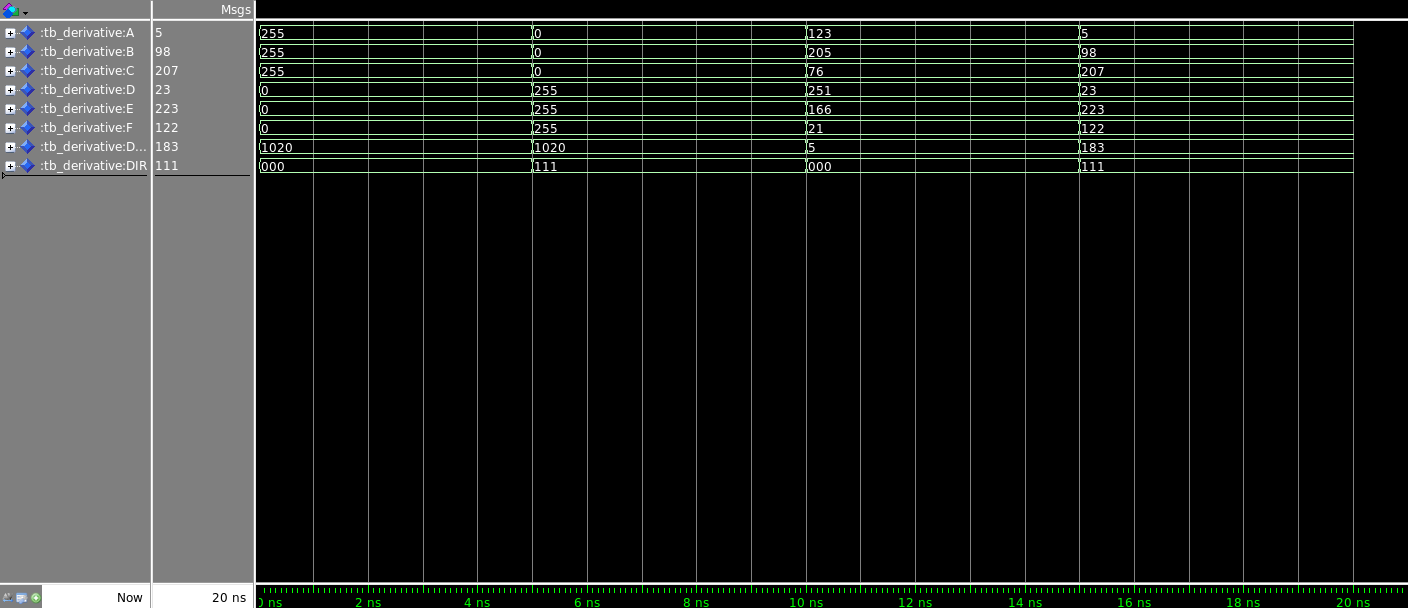 Msgs
:tb_derivative:A 5 255 0 123 5
:tb_derivative:B 98 255 0 205 98
:tb_derivative:C 207 255 0 76 207
:tb_derivative:D 23 0 255 251 23
:tb_derivative:E 223 0 255 166 223
:tb_derivative:F 122 0 255 21 122
:tb_derivative:D... 183 1020 1020 5 183
:tb_derivative:DIR 111 000 111 000 111
Now 20 ns 0 ns 2 ns 4 ns 6 ns 8 ns 10 ns 12 ns 14 ns 16 ns 18 ns 20 ns